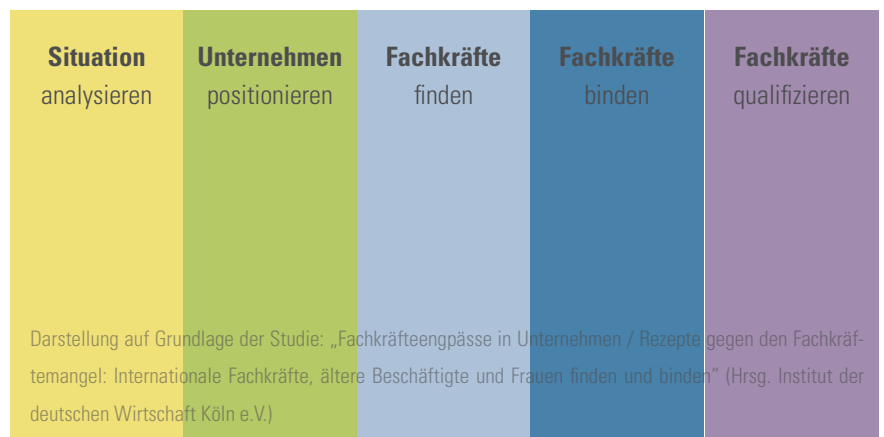 Situation
analysieren
Unternehmen
positionieren
Fachkräfte
finden
Fachkräfte
binden
Fachkräfte
qualifizieren
Darstellung auf Grundlage der Studie: „Fachkräfteengpässe in Unternehmen / Rezepte gegen den Fachkräf-
temangel: Internationale Fachkräfte, ältere Beschäftigte und Frauen finden und binden” (Hrsg. Institut der
deutschen Wirtschaft Köln e.V.)